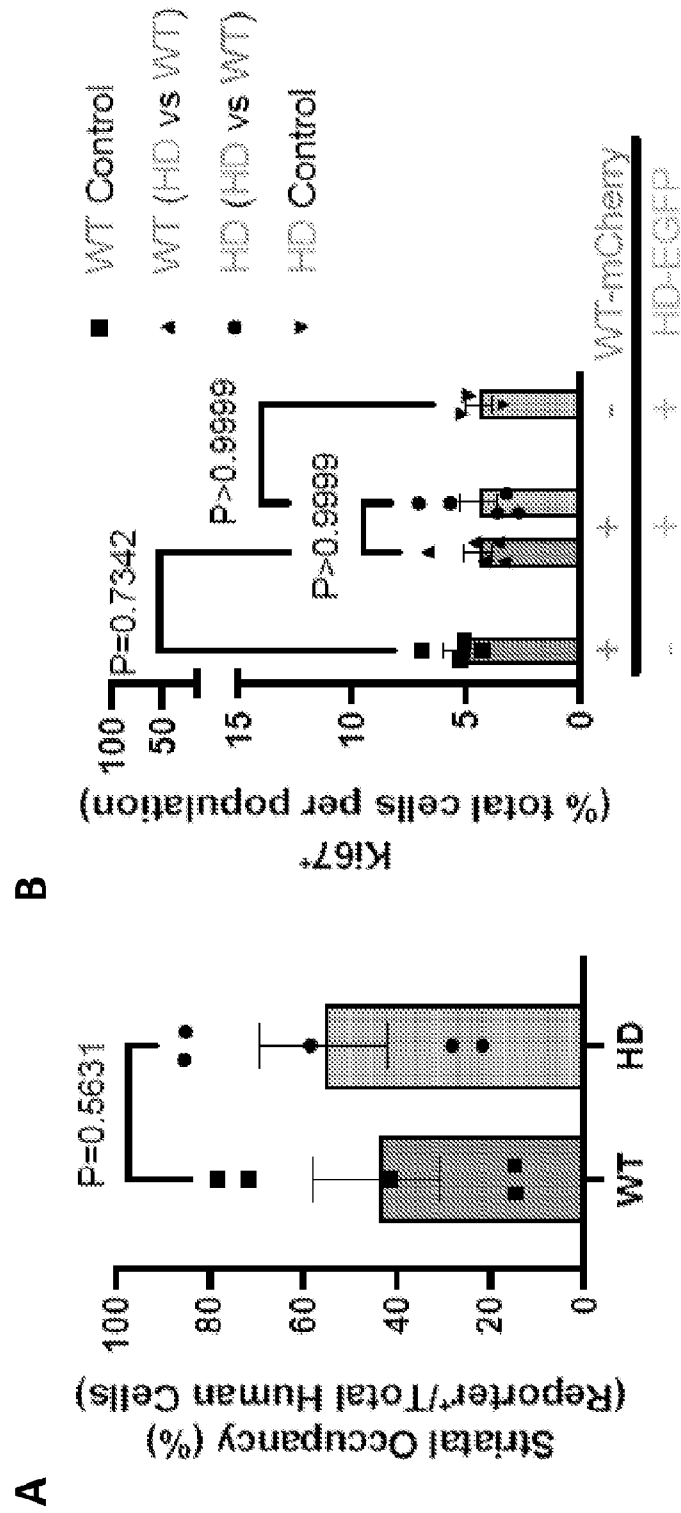 A
Striatal Occupancy (%)
(Reporter⁺/Total Human Cells)
100
80
60
40
20
0
P=0.5631
WT
HD
B
Ki67⁺
(% total cells per population)
100
50
15
10
5
0
P=0.7342
P>0.9999
P>0.9999
WT Control
WT (HD vs WT)
HD (HD vs WT)
HD Control
+ + - WT-mCherry
- + + HD-EGFP